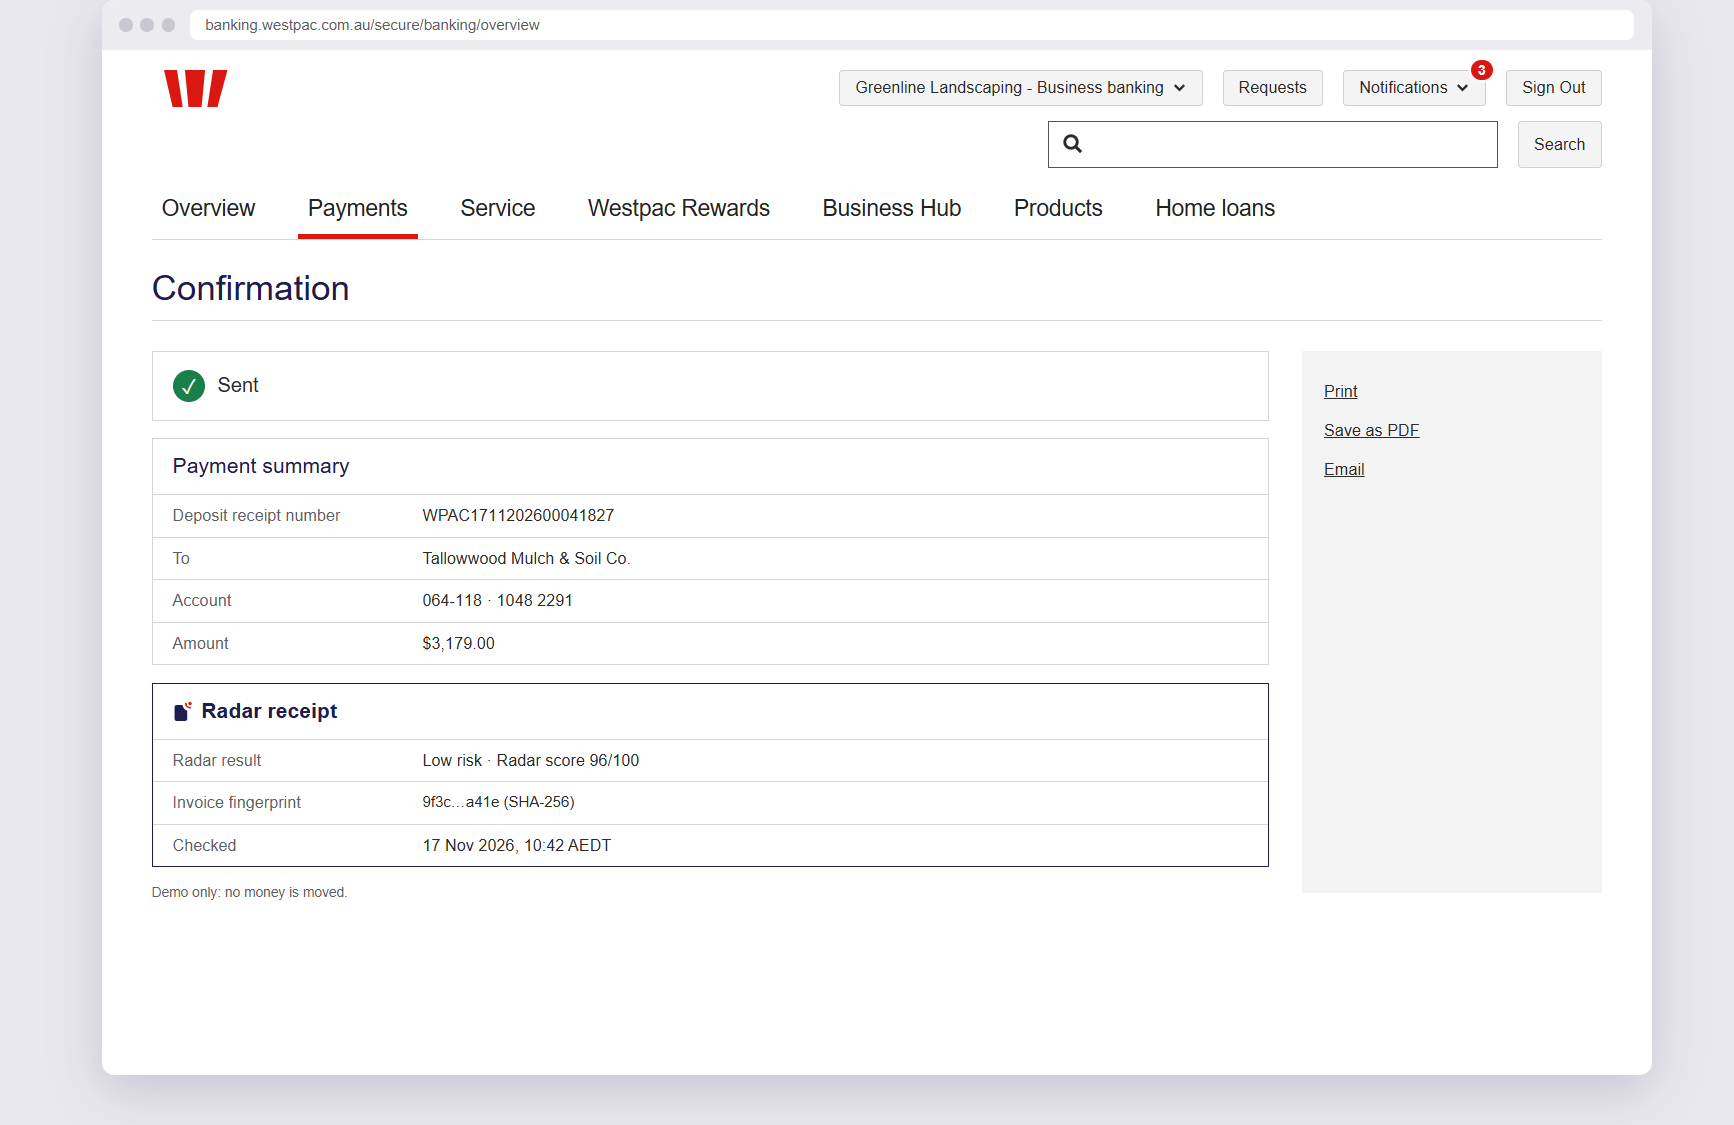 banking.westpac.com.au/secure/banking/overview
Greenline Landscaping - Business banking
Requests
Notifications
3
Sign Out
Search
Overview
Payments
Service
Westpac Rewards
Business Hub
Products
Home loans
Confirmation
Sent
Print
Save as PDF
Email
Payment summary
Deposit receipt number WPAC1711202600041827
To Tallowwood Mulch & Soil Co.
Account 064-118 · 1048 2291
Amount $3,179.00
Radar receipt
Radar result Low risk · Radar score 96/100
Invoice fingerprint 9f3c…a41e (SHA-256)
Checked 17 Nov 2026, 10:42 AEDT
Demo only: no money is moved.